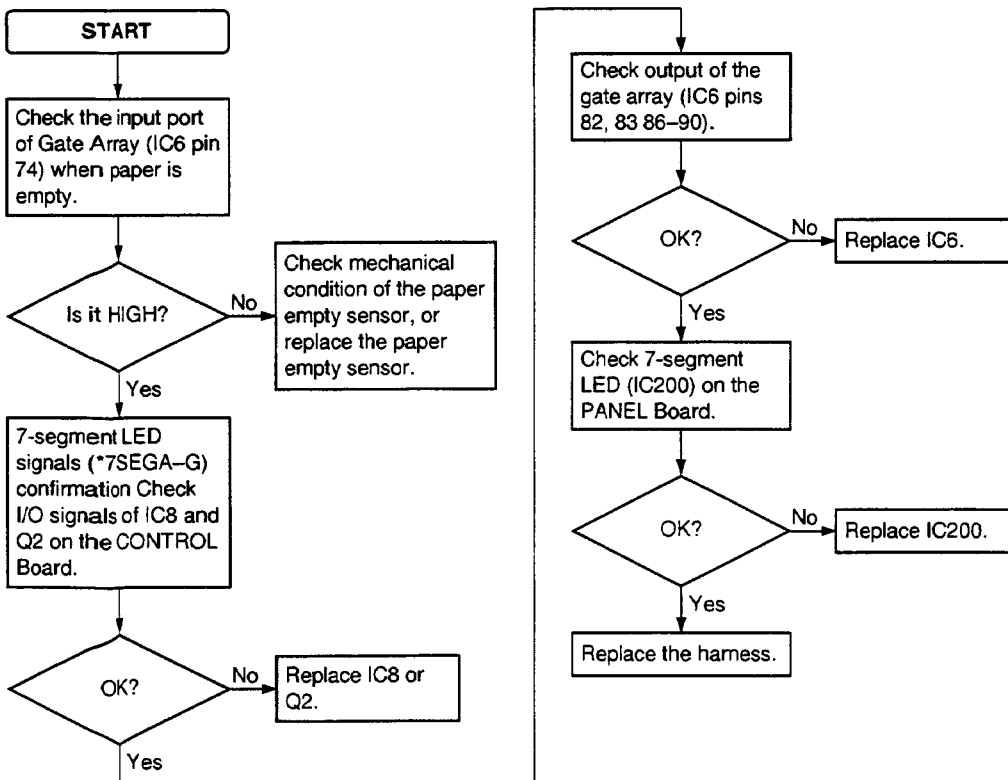 START
Check the input port
of Gate Array (IC6 pin
74) when paper is
empty.
Is it HIGH?
No
Check mechanical
condition of the paper
empty sensor, or
replace the paper
empty sensor.
Yes
7-segment LED
signals (*7SEGA–G)
confirmation Check
I/O signals of IC8 and
Q2 on the CONTROL
Board.
OK?
No
Replace IC8 or
Q2.
Yes
Check output of the
gate array (IC6 pins
82, 83 86–90).
OK?
No
Replace IC6.
Yes
Check 7-segment
LED (IC200) on the
PANEL Board.
OK?
No
Replace IC200.
Yes
Replace the harness.